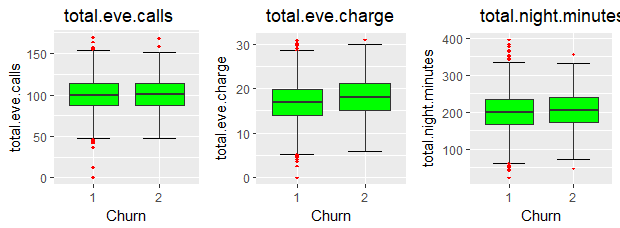 total.eve.calls
total.eve.calls
150
100
50
0
1 2
Churn
total.eve.charge
total.eve.charge
30
20
10
0
1 2
Churn
total.night.minutes
total.night.minutes
400
300
200
100
1 2
Churn